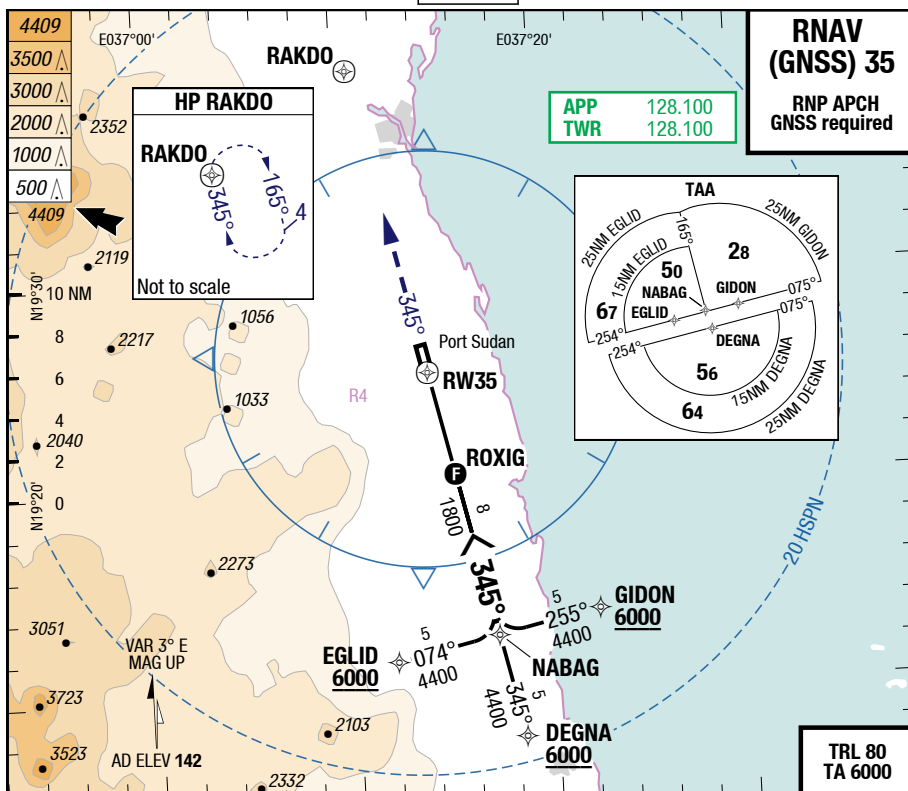 4409
3500
3000
2000
1000
500
4409
E037°00'
E037°20'
RAKDO
RNAV
(GNSS) 35
RNP APCH
GNSS required
APP 128.100
TWR 128.100
2352
HP RAKDO
RAKDO
345°
165°
4
Not to scale
TAA
25NM EGLID
15NM EGLID
165°
25NM GIDON
50
28
NABAG
GIDON
EGLID
67
075°
075°
254°
254°
DEGNA
56
15NM DEGNA
64
25NM DEGNA
2119
N19°30'
10 NM
8
6
4
2
0
N19°20'
1056
2217
1033
2040
345°
Port Sudan
RW35
R4
ROXIG
F
8
1800
20 HSPN
2273
345°
5
GIDON
255°
6000
4400
3051
VAR 3° E
MAG UP
5
EGLID
074°
6000
4400
NABAG
5
345°
4400
3723
2103
DEGNA
6000
3523
AD ELEV 142
2332
TRL 80
TA 6000